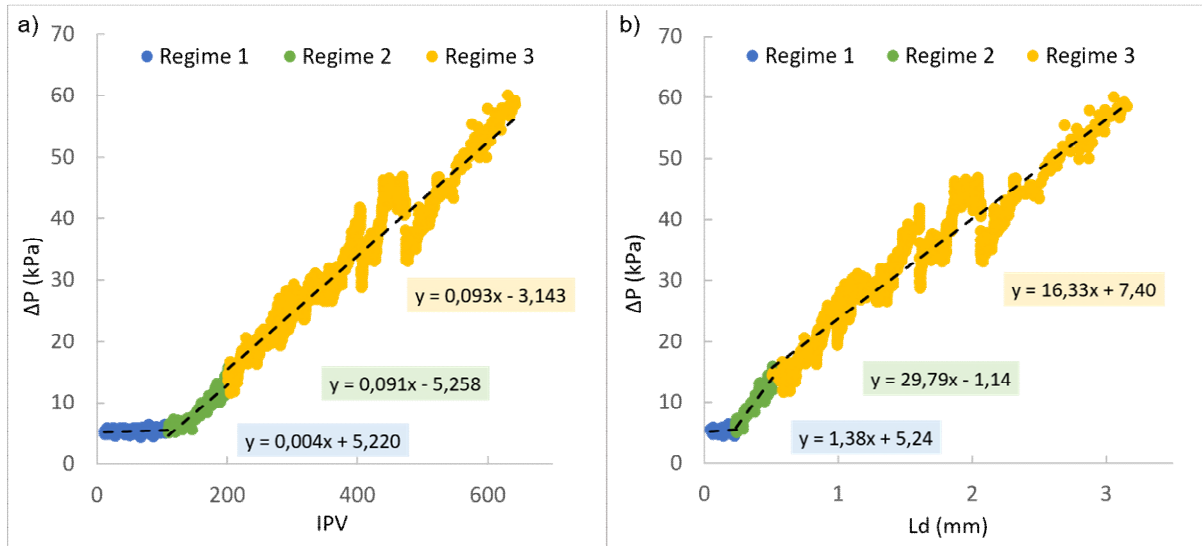 a)
Regime 1 Regime 2 Regime 3
70
60
50
40
30
20
10
0
ΔP (kPa)
y = 0,093x - 3,143
y = 0,091x - 5,258
y = 0,004x + 5,220
0 200 400 600
IPV
b)
Regime 1 Regime 2 Regime 3
70
60
50
40
30
20
10
0
ΔP (kPa)
y = 16,33x + 7,40
y = 29,79x - 1,14
y = 1,38x + 5,24
0 1 2 3
Ld (mm)